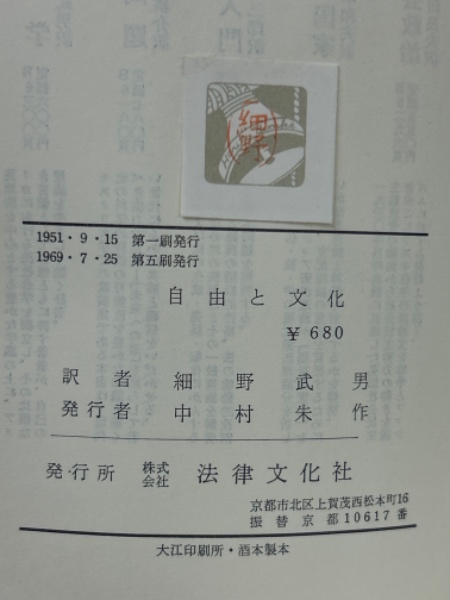 細野
1951・9・15 第一刷発行
1969・7・25 第五刷発行
自由と文化
￥680
訳者 細野武男
発行者 中村朱作
発・行所 株式会社 法律文化社
京都市北区上賀茂西松本町16
振替京都10617番
大江印刷所・酒本製本